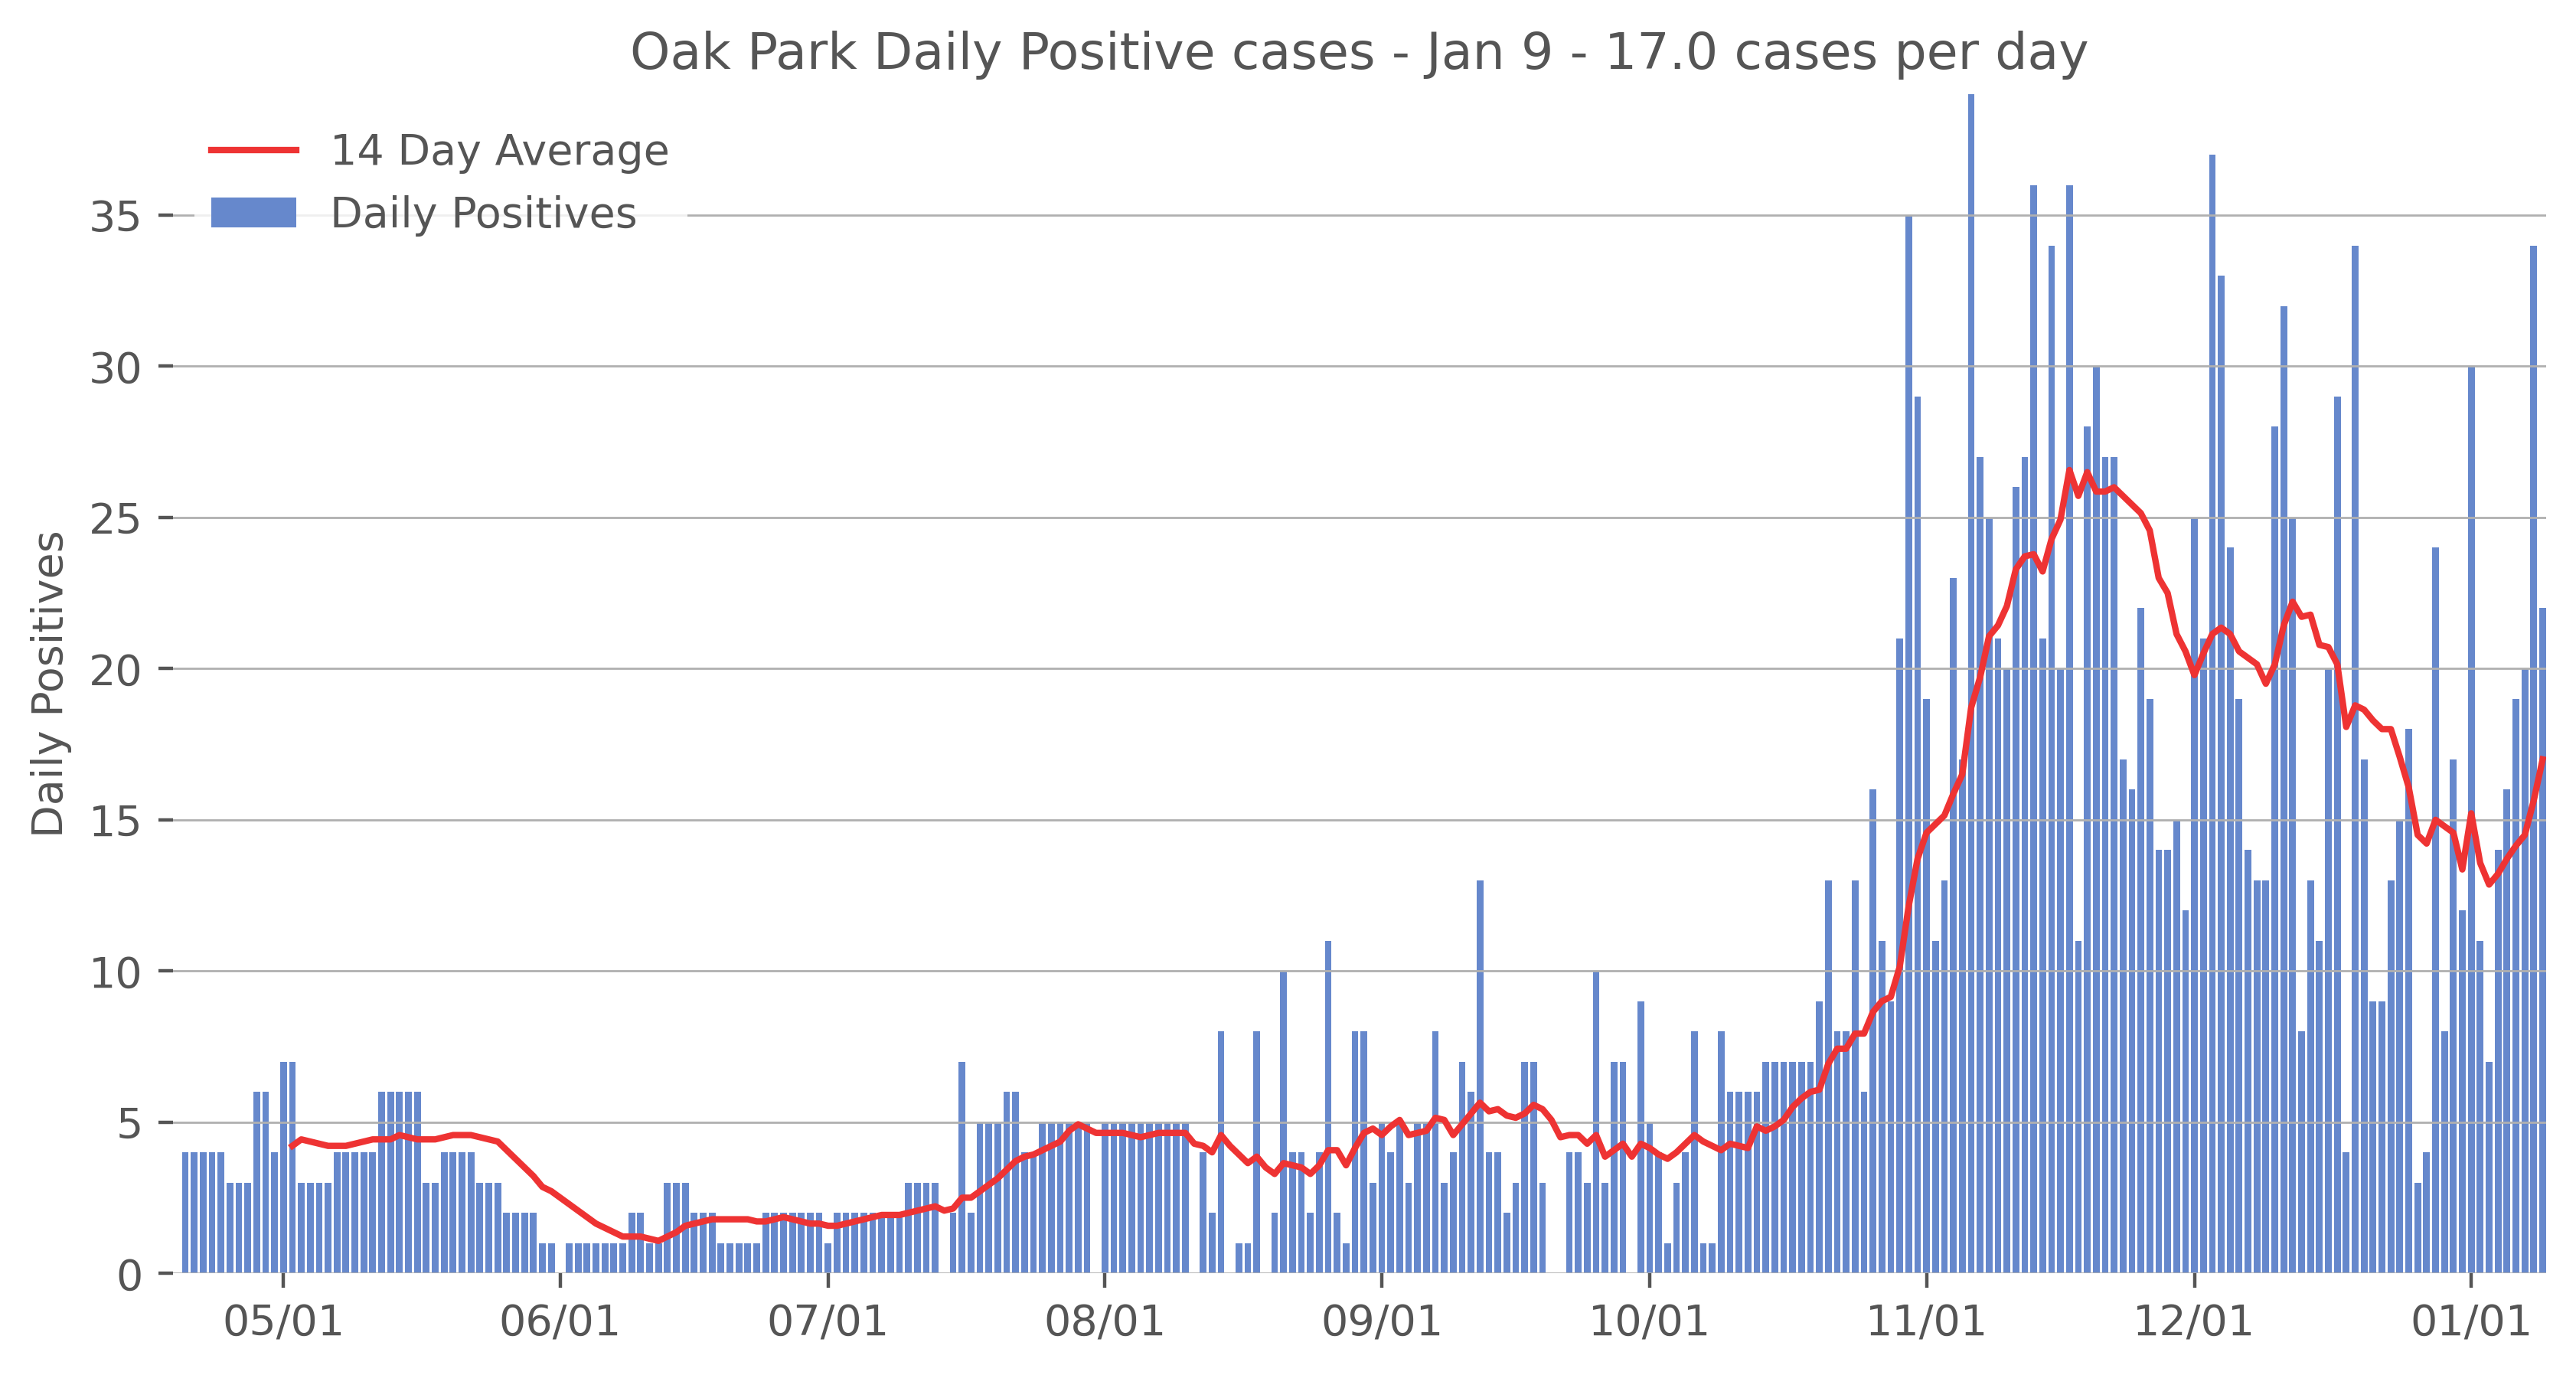 Oak Park Daily Positive cases - Jan 9 - 17.0 cases per day
14 Day Average
Daily Positives
Daily Positives
35
30
25
20
15
10
5
0
05/01 06/01 07/01 08/01 09/01 10/01 11/01 12/01 01/01